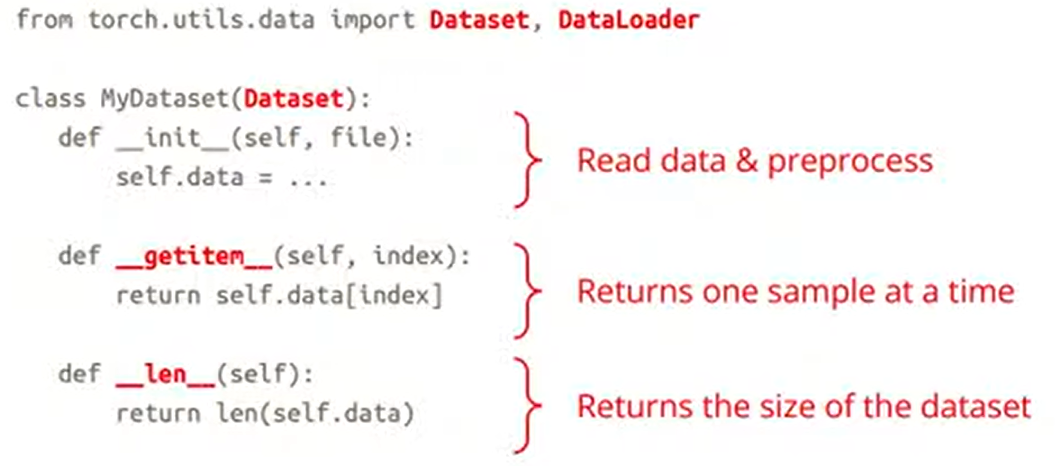 from torch.utils.data import Dataset, DataLoader
class MyDataset(Dataset):
def __init__(self, file):
self.data = ...
Read data & preprocess
def __getitem__(self, index):
return self.data[index]
Returns one sample at a time
def __len__(self):
return len(self.data)
Returns the size of the dataset